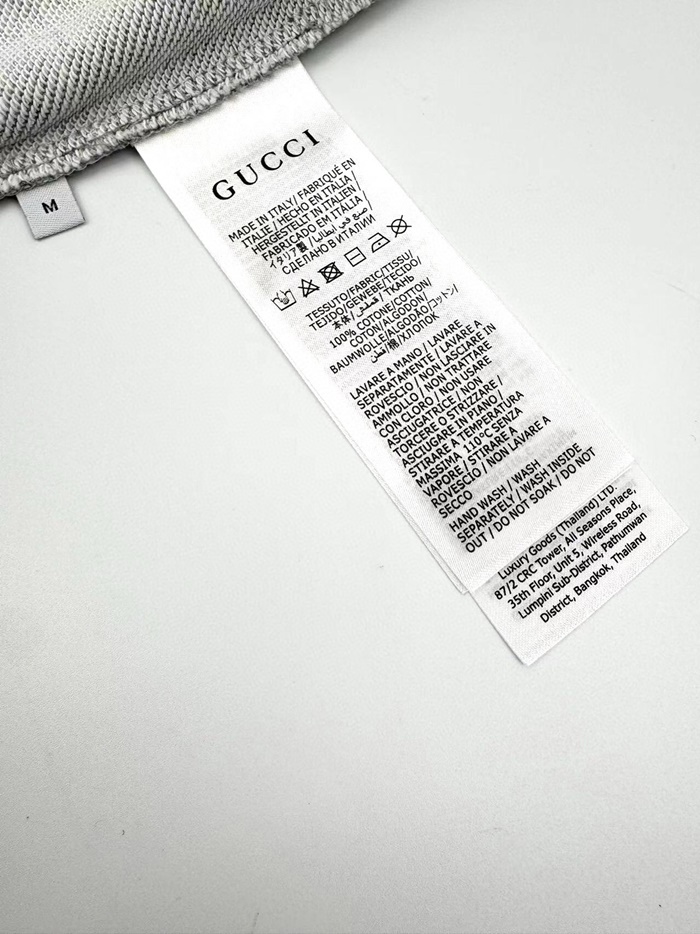 M
GUCCI
MADE IN ITALY/ FABRIQUÉ EN
ITALIE / HECHO EN ITALIA /
HERGESTELLT IN ITALIEN /
FABRICADO EM ITÁLIA /
イタリア製 / صنع في ايطاليا /
СДЕЛАНО В ИТАЛИИ
TESSUTO/FABRIC/TISSU/
TEJIDO/GEWEBE/TECIDO/
本体/ قماش / ТКАНЬ
100% COTONE/COTTON/
COTON/ALGODON/
BAUMWOLLE/ALGODÃO/コットン/
قطن/棉/ХЛОПОК
LAVARE A MANO / LAVARE
SEPARATAMENTE / LAVARE A
ROVESCIO / NON LASCIARE IN
AMMOLLO / NON TRATTARE
CON CLORO / NON USARE
ASCIUGATRICE / NON
TORCERE O STRIZZARE /
ASCIUGARE IN PIANO /
STIRARE A TEMPERATURA
MASSIMA 110°C SENZA
VAPORE / STIRARE A
ROVESCIO / NON LAVARE A
SECCO
HAND WASH / WASH
SEPARATELY / WASH INSIDE
OUT / DO NOT SOAK / DO NOT
Luxury Goods (Thailand) LTD.
87/2 CRC Tower, All Seasons Place,
35th Floor, Unit 5, Wireless Road,
Lumpini Sub-District, Pathumwan
District, Bangkok, Thailand